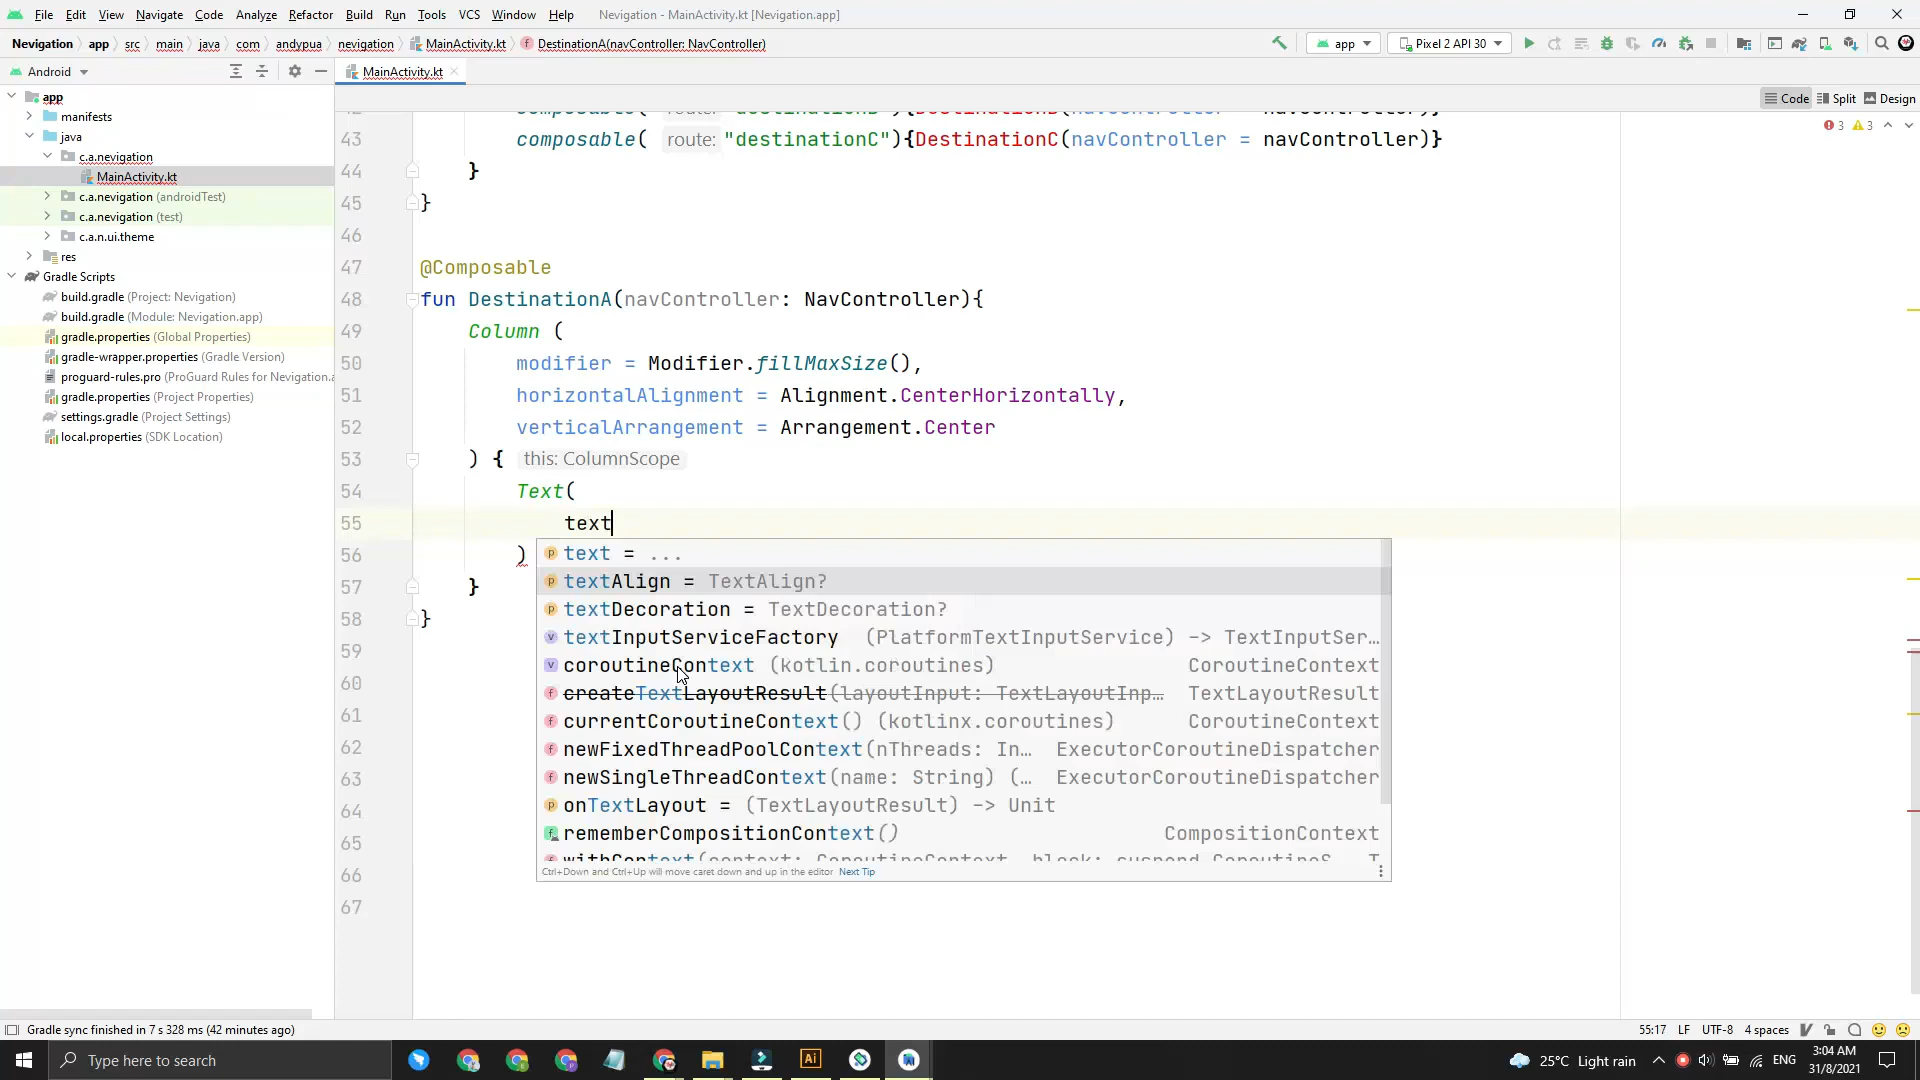 File Edit View Navigate Code Analyze Refactor Build Run Tools VCS Window Help Nevigation - MainActivity.kt [Nevigation.app]
Nevigation app src main java com andypua nevigation MainActivity.kt DestinationA(navController: NavController) app Pixel 2 API 30
Android MainActivity.kt
Code Split Design
app
manifests
java
c.a.nevigation
MainActivity.kt
c.a.nevigation (androidTest)
c.a.nevigation (test)
c.a.n.ui.theme
res
Gradle Scripts
build.gradle (Project: Nevigation)
build.gradle (Module: Nevigation.app)
gradle.properties (Global Properties)
gradle-wrapper.properties (Gradle Version)
proguard-rules.pro (ProGuard Rules for Nevigation.a
gradle.properties (Project Properties)
settings.gradle (Project Settings)
local.properties (SDK Location)
3 3
43 composable( route: "destinationC"){DestinationC(navController = navController)}
44 }
45 }
46
47 @Composable
48 fun DestinationA(navController: NavController){
49 Column (
50 modifier = Modifier.fillMaxSize(),
51 horizontalAlignment = Alignment.CenterHorizontally,
52 verticalArrangement = Arrangement.Center
53 ) { this: ColumnScope
54 Text(
55 text
56 )
57 }
58 }
59
60
61
62
63
64
65
66
67
text = ...
textAlign = TextAlign?
textDecoration = TextDecoration?
textInputServiceFactory (PlatformTextInputService) -> TextInputSer...
coroutineContext (kotlin.coroutines) CoroutineContext
createTextLayoutResult(layoutInput: TextLayoutInp... TextLayoutResult
currentCoroutineContext() (kotlinx.coroutines) CoroutineContext
newFixedThreadPoolContext(nThreads: In... ExecutorCoroutineDispatcher
newSingleThreadContext(name: String) (... ExecutorCoroutineDispatcher
onTextLayout = (TextLayoutResult) -> Unit
rememberCompositionContext() CompositionContext
Ctrl+Down and Ctrl+Up will move caret down and up in the editor Next Tip
Gradle sync finished in 7 s 328 ms (42 minutes ago) 55:17 LF UTF-8 4 spaces
Type here to search
Ai
25°C Light rain ENG
3:04 AM
31/8/2021